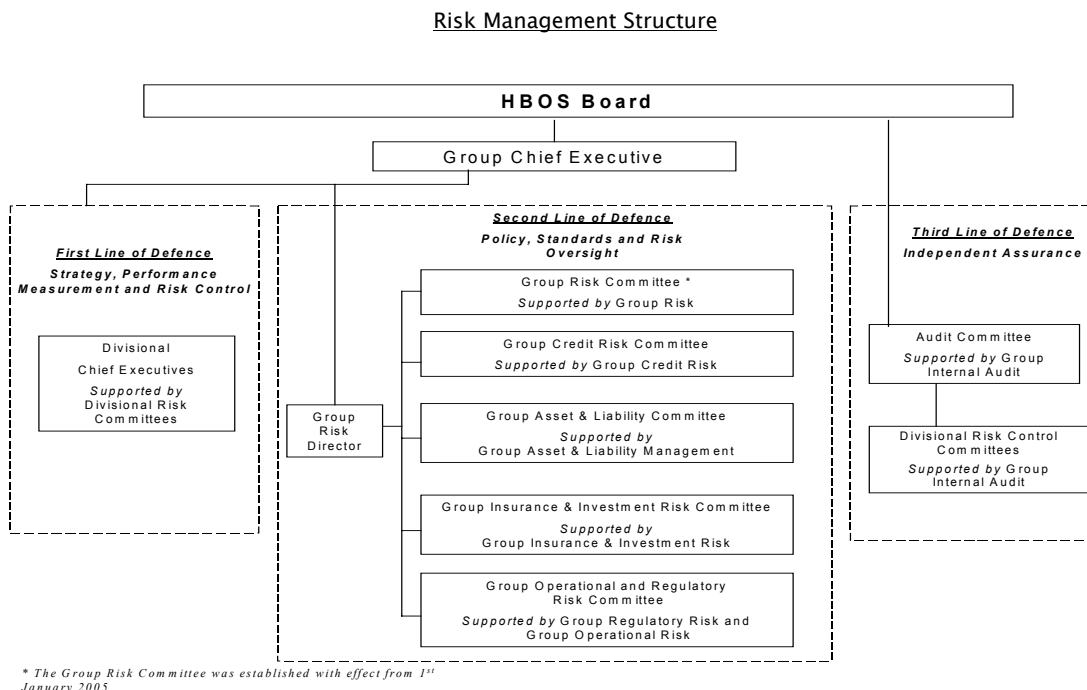 Risk Management Structure
HBOS Board
Group Chief Executive
First Line of Defence
Strategy, Performance
Measurement and Risk Control
Divisional
Chief Executives
Supported by
Divisional Risk
Committees
Second Line of Defence
Policy, Standards and Risk
Oversight
Group
Risk
Director
Group Risk Committee *
Supported by Group Risk
Group Credit Risk Committee
Supported by Group Credit Risk
Group Asset & Liability Committee
Supported by
Group Asset & Liability Management
Group Insurance & Investment Risk Committee
Supported by
Group Insurance & Investment Risk
Group Operational and Regulatory
Risk Committee
Supported by Group Regulatory Risk and
Group Operational Risk
Third Line of Defence
Independent Assurance
Audit Committee
Supported by Group
Internal Audit
Divisional Risk Control
Committees
Supported by Group
Internal Audit
* The Group Risk Committee was established with effect from 1st
January 2005